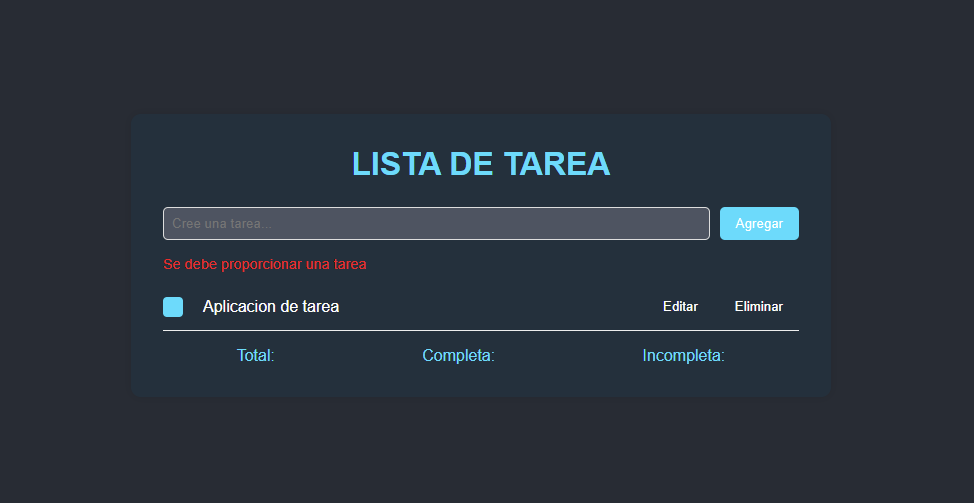 LISTA DE TAREA
Cree una tarea...
Agregar
Se debe proporcionar una tarea
Aplicacion de tarea
Editar
Eliminar
Total:
Completa:
Incompleta: